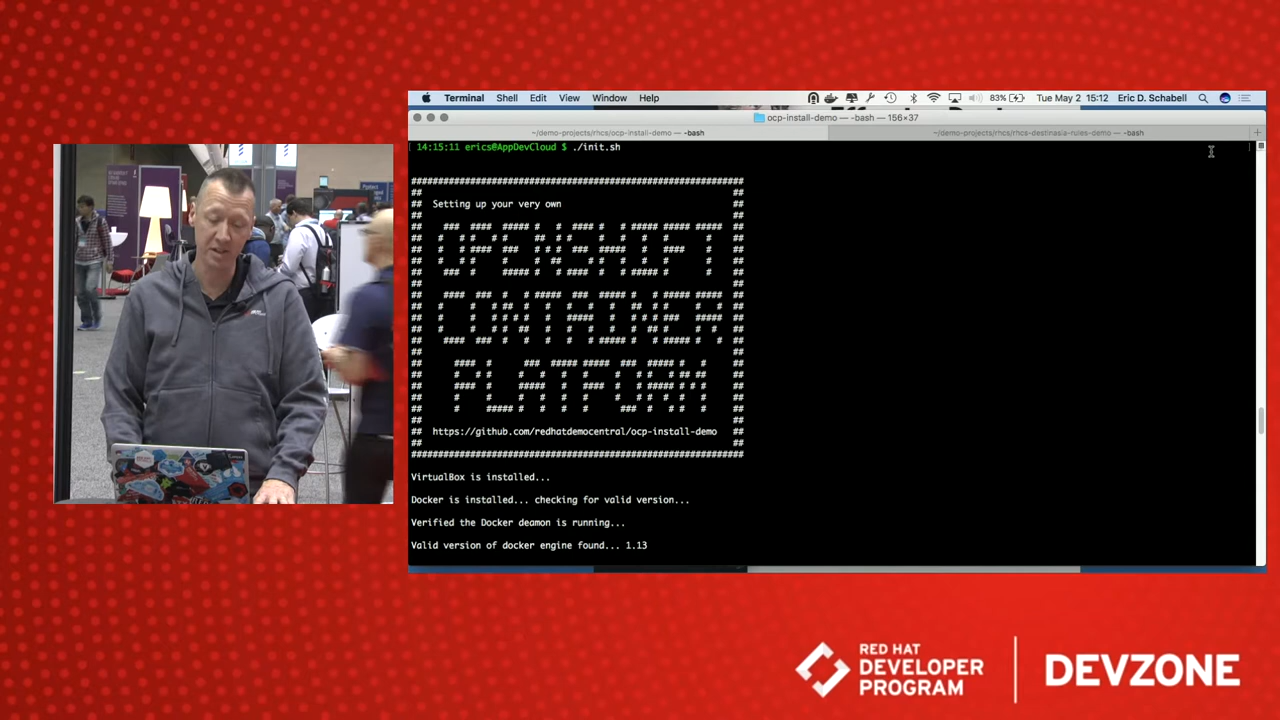 Terminal Shell Edit View Window Help 83% Tue May 2 15:12 Eric D. Schabell
ocp-install-demo — -bash — 156×37
~/demo-projects/rhcs/ocp-install-demo — -bash
~/demo-projects/rhcs/rhcs-destinasia-rules-demo — -bash
14:15:11 erics@AppDevCloud $ ./init.sh
Setting up your very own
OPENSHIFT
CONTAINER
PLATFORM
https://github.com/redhatdemocentral/ocp-install-demo
VirtualBox is installed...
Docker is installed... checking for valid version...
Verified the Docker deamon is running...
Valid version of docker engine found... 1.13
RED HAT
DEVELOPER
PROGRAM
DEVZONE